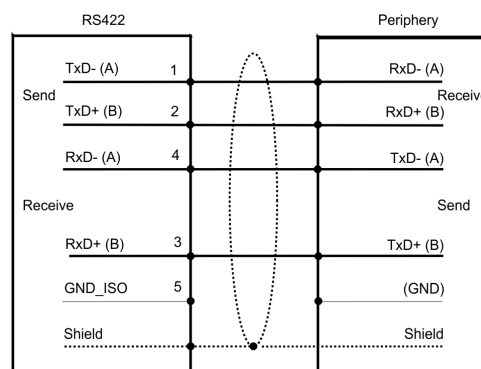 RS422 Periphery
TxD- (A) 1 RxD- (A)
Send Receive
TxD+ (B) 2 RxD+ (B)
RxD- (A) 4 TxD- (A)
Receive Send
RxD+ (B) 3 TxD+ (B)
GND_ISO 5 (GND)
Shield Shield